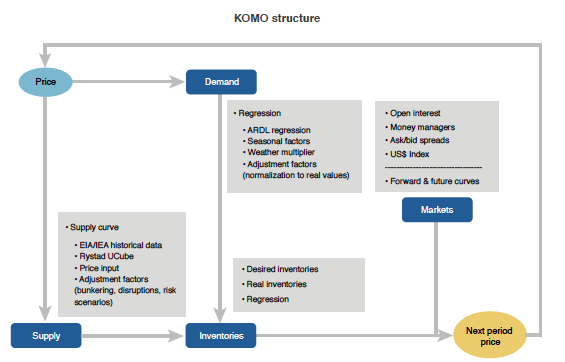 KOMO structure
Price
Demand
• Regression
• ARDL regression
• Seasonal factors
• Weather multiplier
• Adjustment factors
(normalization to real values)
• Open interest
• Money managers
• Ask/bid spreads
• US$ Index
--------------------------------
• Forward & future curves
Markets
• Supply curve
• EIA/IEA historical data
• Rystad UCube
• Price input
• Adjustment factors
(bunkering, disruptions, risk
scenarios)
• Desired inventories
• Real inventories
• Regression
Supply
Inventories
Next period
price